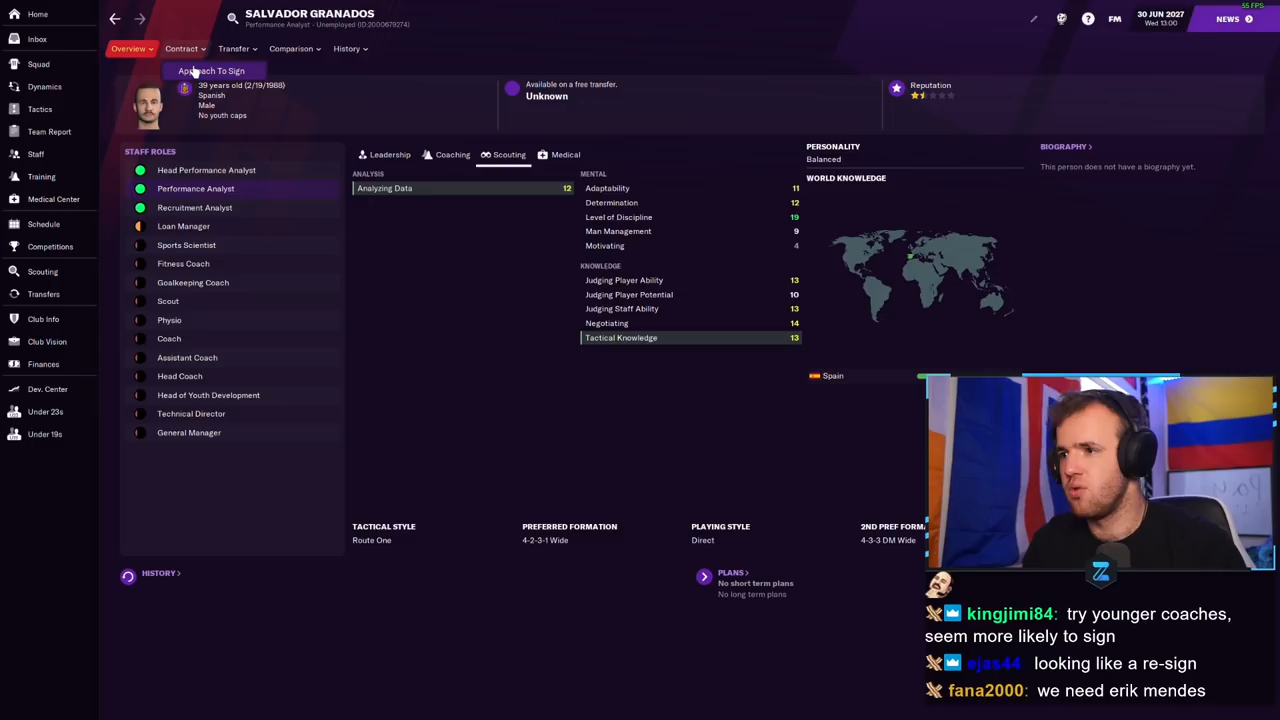 55 FPS
Home
SALVADOR GRANADOS
Performance Analyst - Unemployed (ID:2000679274)
30 JUN 2027
Wed 13:00
FM
NEWS
Inbox
Overview
Contract
Transfer
Comparison
History
Squad
Approach To Sign
Dynamics
39 years old (2/19/1988)
Spanish
Male
No youth caps
Available on a free transfer.
Unknown
Reputation
Tactics
Team Report
Staff
Training
Medical Center
Schedule
Competitions
Scouting
Transfers
Club Info
Club Vision
Finances
Dev. Center
Under 23s
Under 19s
STAFF ROLES
Head Performance Analyst
Performance Analyst
Recruitment Analyst
Loan Manager
Sports Scientist
Fitness Coach
Goalkeeping Coach
Scout
Physio
Coach
Assistant Coach
Head Coach
Head of Youth Development
Technical Director
General Manager
Leadership
Coaching
Scouting
Medical
ANALYSIS
Analyzing Data 12
MENTAL
Adaptability 11
Determination 12
Level of Discipline 19
Man Management 9
Motivating 4
KNOWLEDGE
Judging Player Ability 13
Judging Player Potential 10
Judging Staff Ability 13
Negotiating 14
Tactical Knowledge 13
PERSONALITY
Balanced
WORLD KNOWLEDGE
Spain
BIOGRAPHY >
This person does not have a biography yet.
TACTICAL STYLE
Route One
PREFERRED FORMATION
4-2-3-1 Wide
PLAYING STYLE
Direct
2ND PREF FORM
4-3-3 DM Wide
HISTORY >
PLANS >
No short term plans
No long term plans
kingjimi84: try younger coaches,
seem more likely to sign
ejas44 looking like a re-sign
fana2000: we need erik mendes